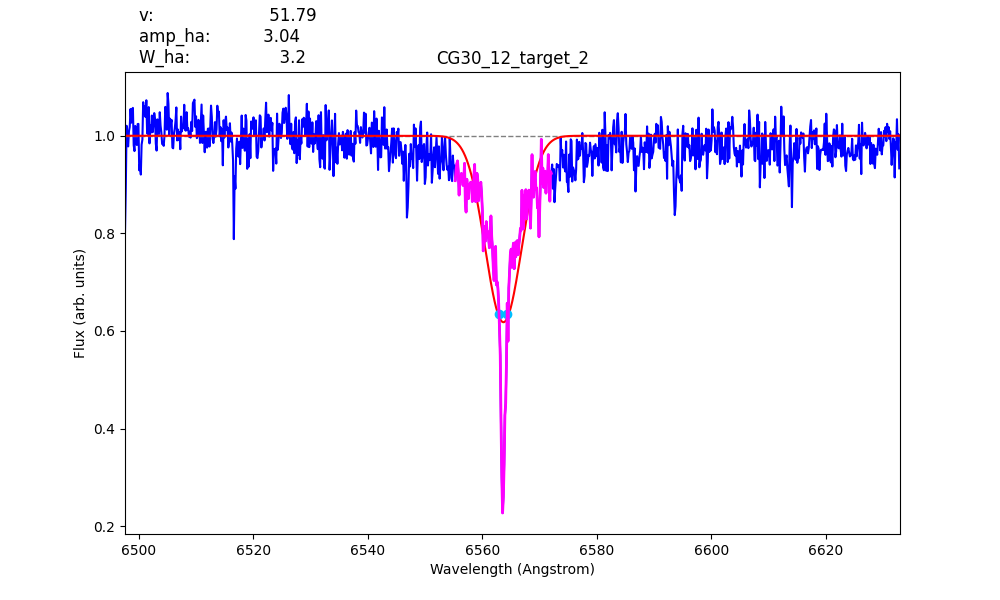 v: 51.79
amp_ha: 3.04
W_ha: 3.2
CG30_12_target_2
1.0
0.8
0.6
0.4
0.2
Flux (arb. units)
6500 6520 6540 6560 6580 6600 6620
Wavelength (Angstrom)